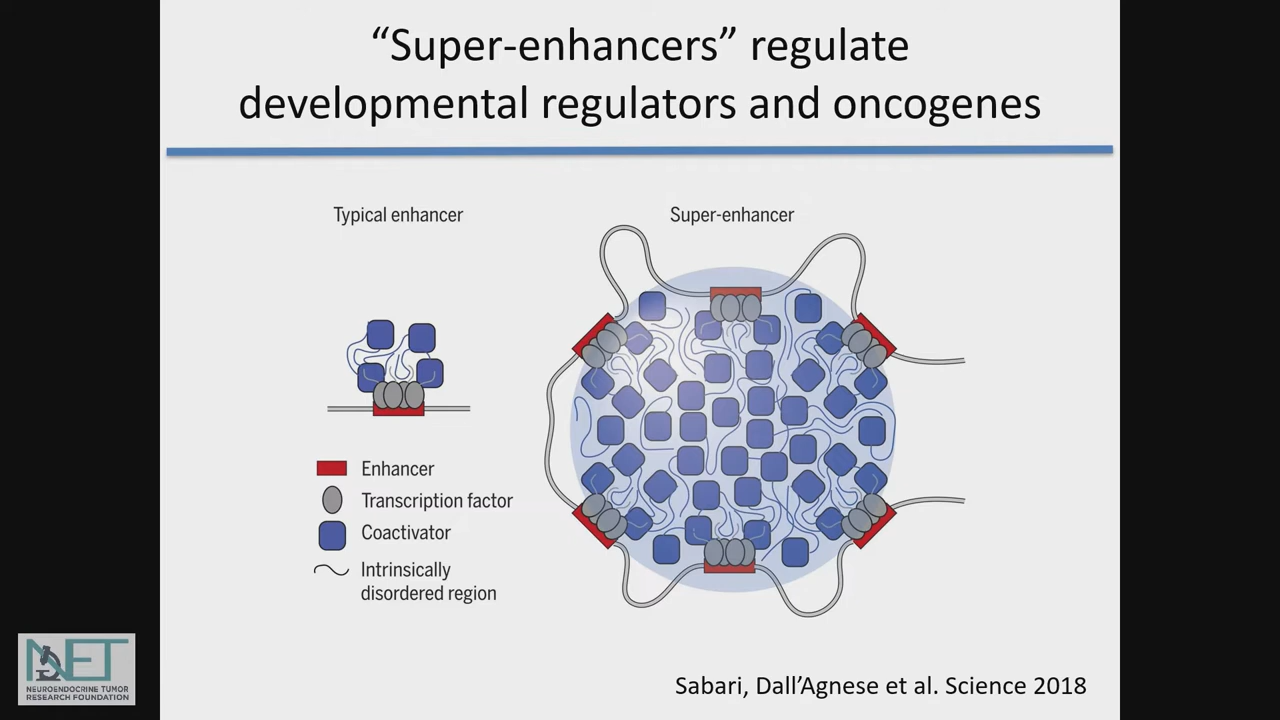 “Super-enhancers” regulate
developmental regulators and oncogenes
Typical enhancer
Super-enhancer
Enhancer
Transcription factor
Coactivator
Intrinsically
disordered region
NET
NEUROENDOCRINE TUMOR
RESEARCH FOUNDATION
Sabari, Dall’Agnese et al. Science 2018